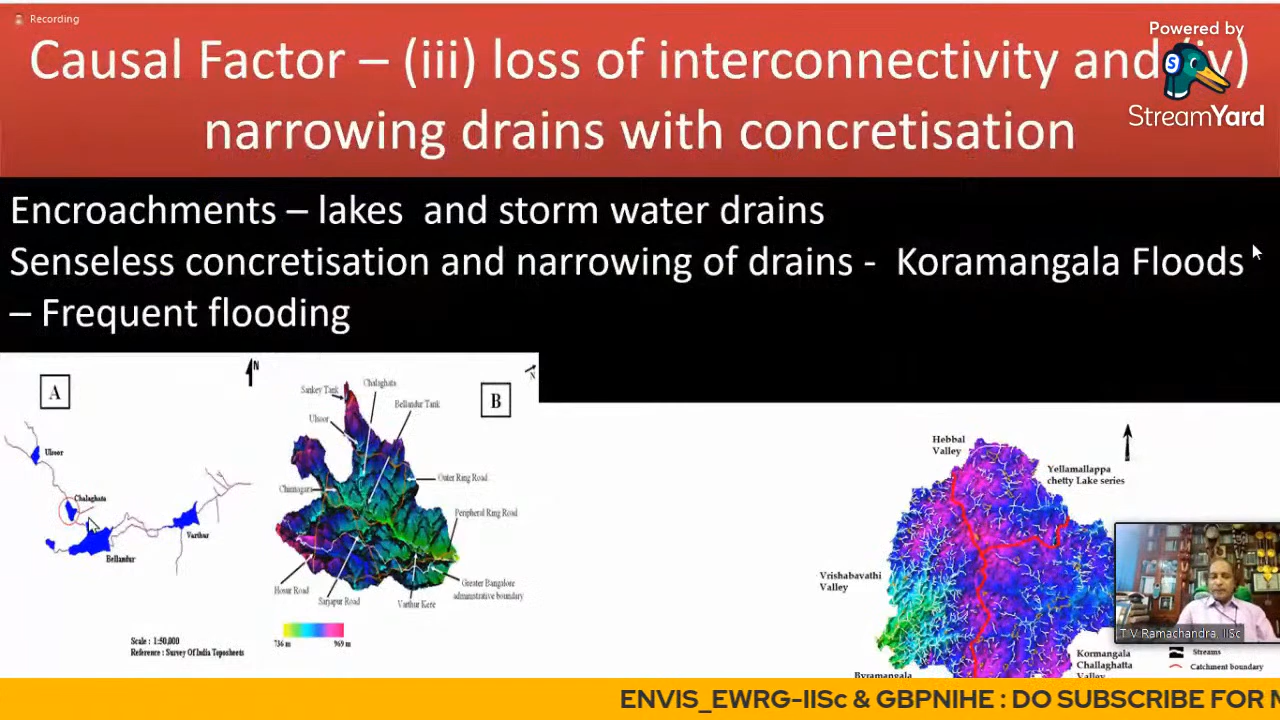 Recording
Powered by
StreamYard
Causal Factor – (iii) loss of interconnectivity and (iv)
narrowing drains with concretisation
Encroachments – lakes and storm water drains
Senseless concretisation and narrowing of drains - Koramangala Floods
– Frequent flooding
A
N
Ulsoor
Chalaghata
Bellandur
Varthur
Scale : 1:50,000
Reference : Survey Of India Toposheets
B
N
Sankey Tank
Chalaghata
Bellandur Tank
Ulsoor
Outer Ring Road
Peripheral Ring Road
Hosur Road
Sarjapur Road
Varthur Kere
Greater Bangalore
administrative boundary
736 m
969 m
Hebbal
Valley
Yellamallappa
chetty Lake series
Vrishabavathi
Valley
Kormangala
Challaghatta
Valley
Byramangala
Streams
Catchment boundary
T V Ramachandra, IISc
ENVIS_EWRG-IISc & GBPNIHE : DO SUBSCRIBE FOR